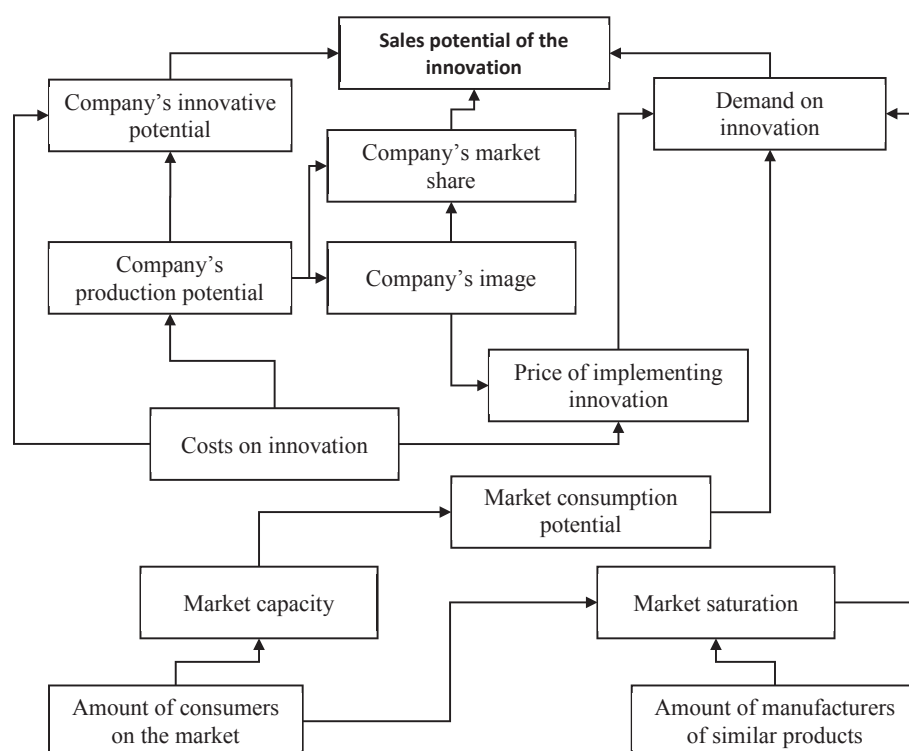 Sales potential of the
innovation
Company’s innovative
potential
Demand on
innovation
Company’s market
share
Company’s
production potential
Company’s image
Price of implementing
innovation
Costs on innovation
Market consumption
potential
Market capacity
Market saturation
Amount of consumers
on the market
Amount of manufacturers
of similar products